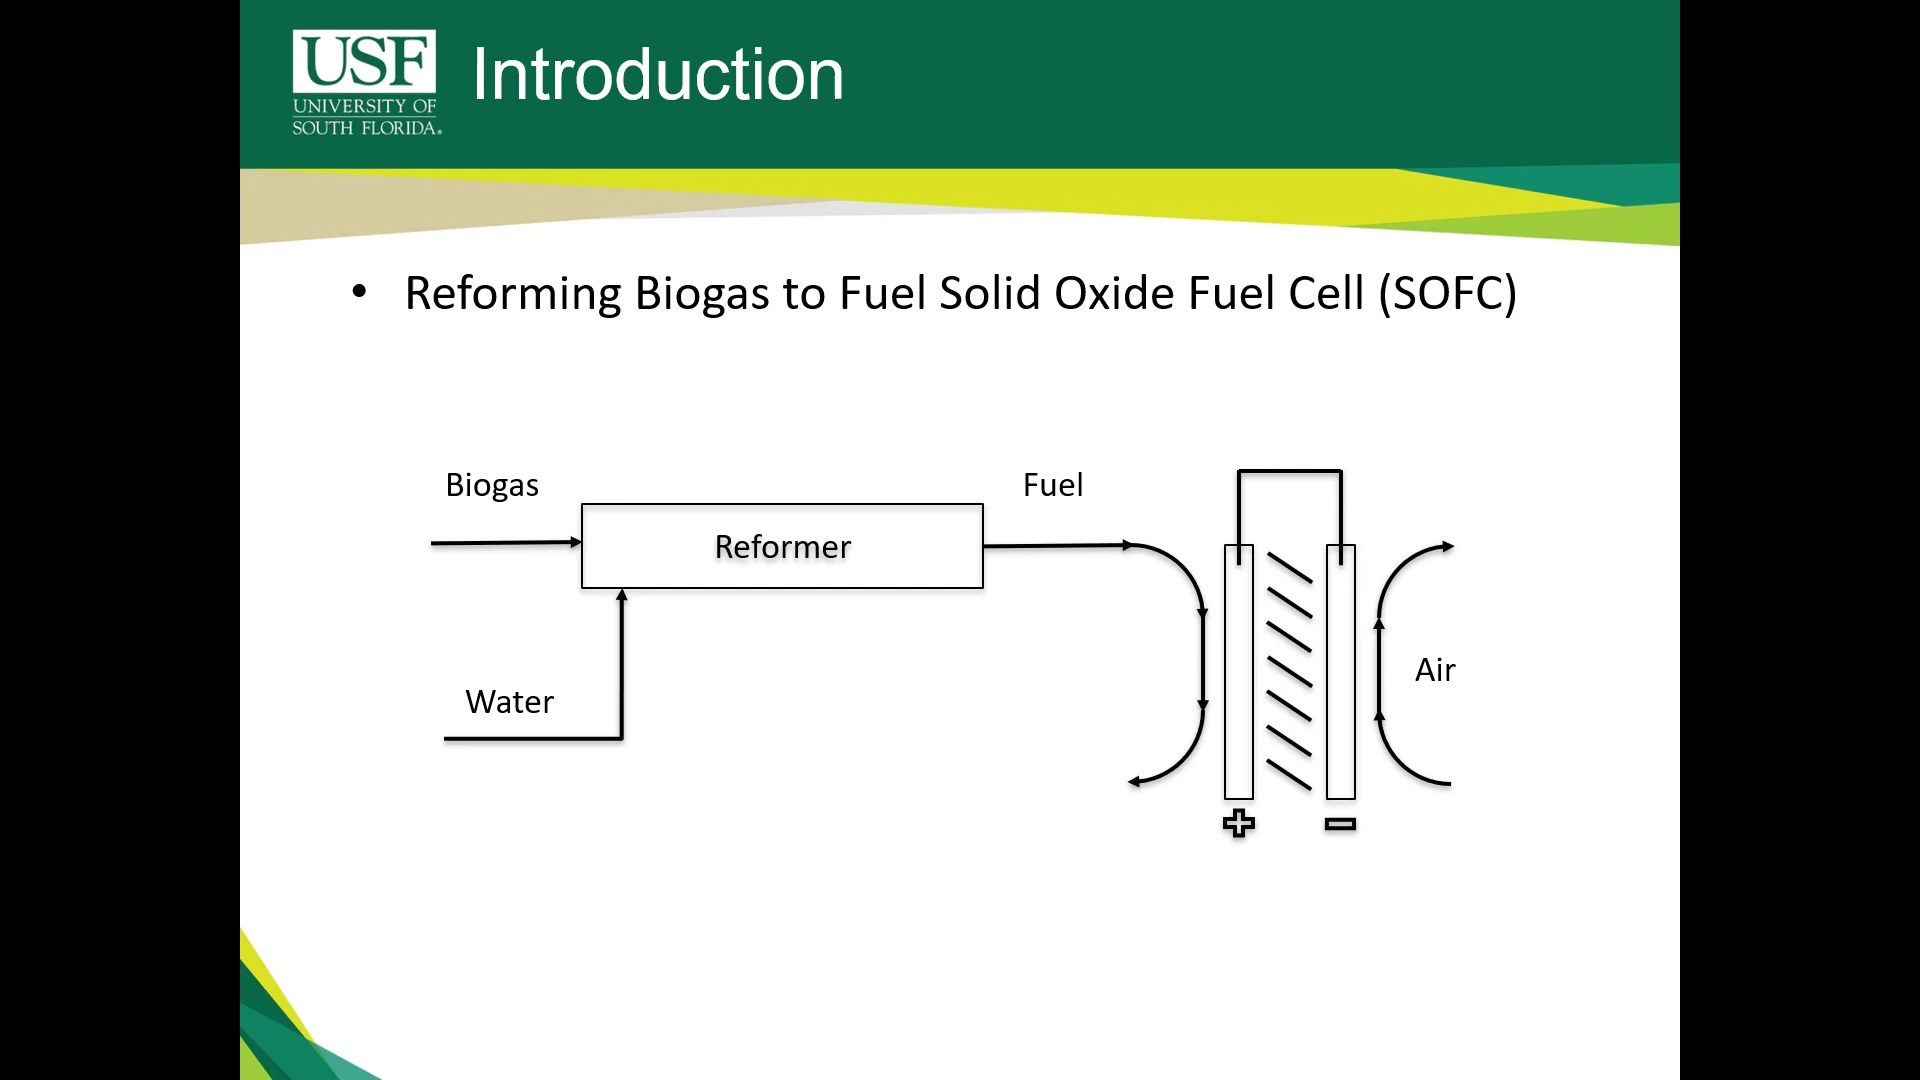 USF
UNIVERSITY OF
SOUTH FLORIDA®
Introduction
• Reforming Biogas to Fuel Solid Oxide Fuel Cell (SOFC)
Biogas
Fuel
Reformer
Air
Water
+
-